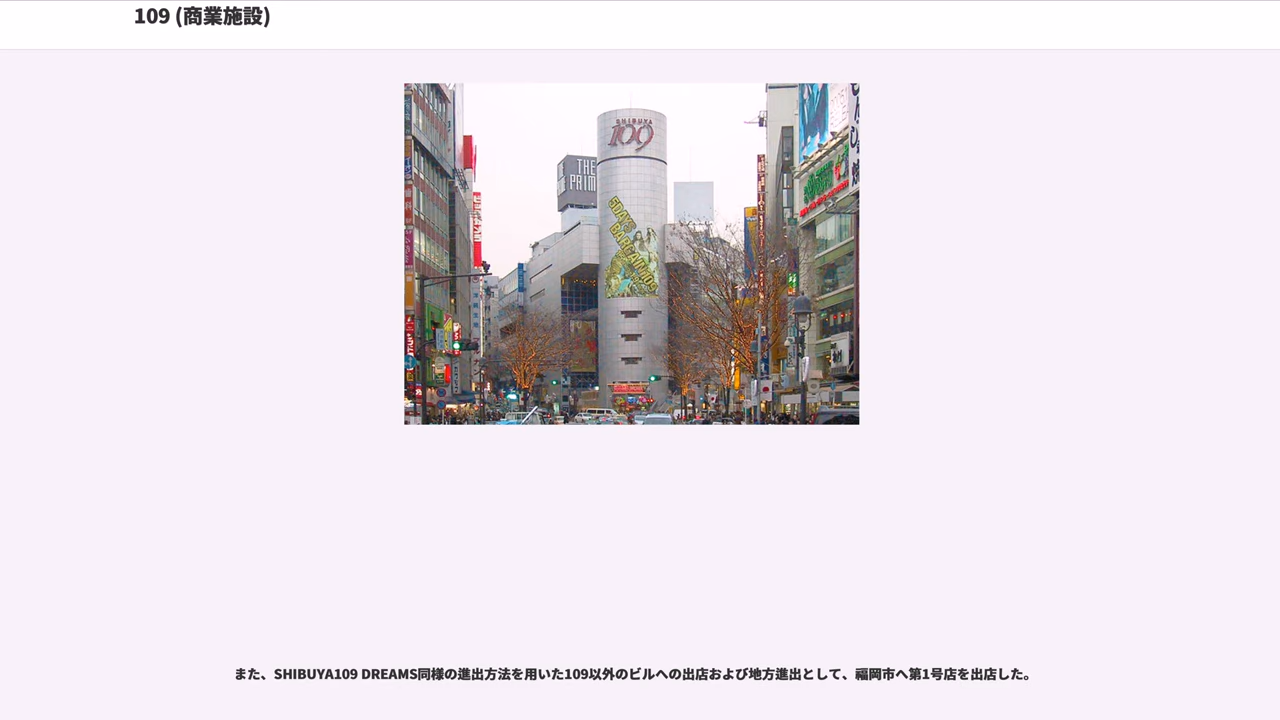 109 (商業施設)
SHIBUYA
109
THE
PRIM
5DAYS
BARGAIN
また、SHIBUYA109 DREAMS同様の進出方法を用いた109以外のビルへの出店および地方進出として、福岡市へ第1号店を出店した。